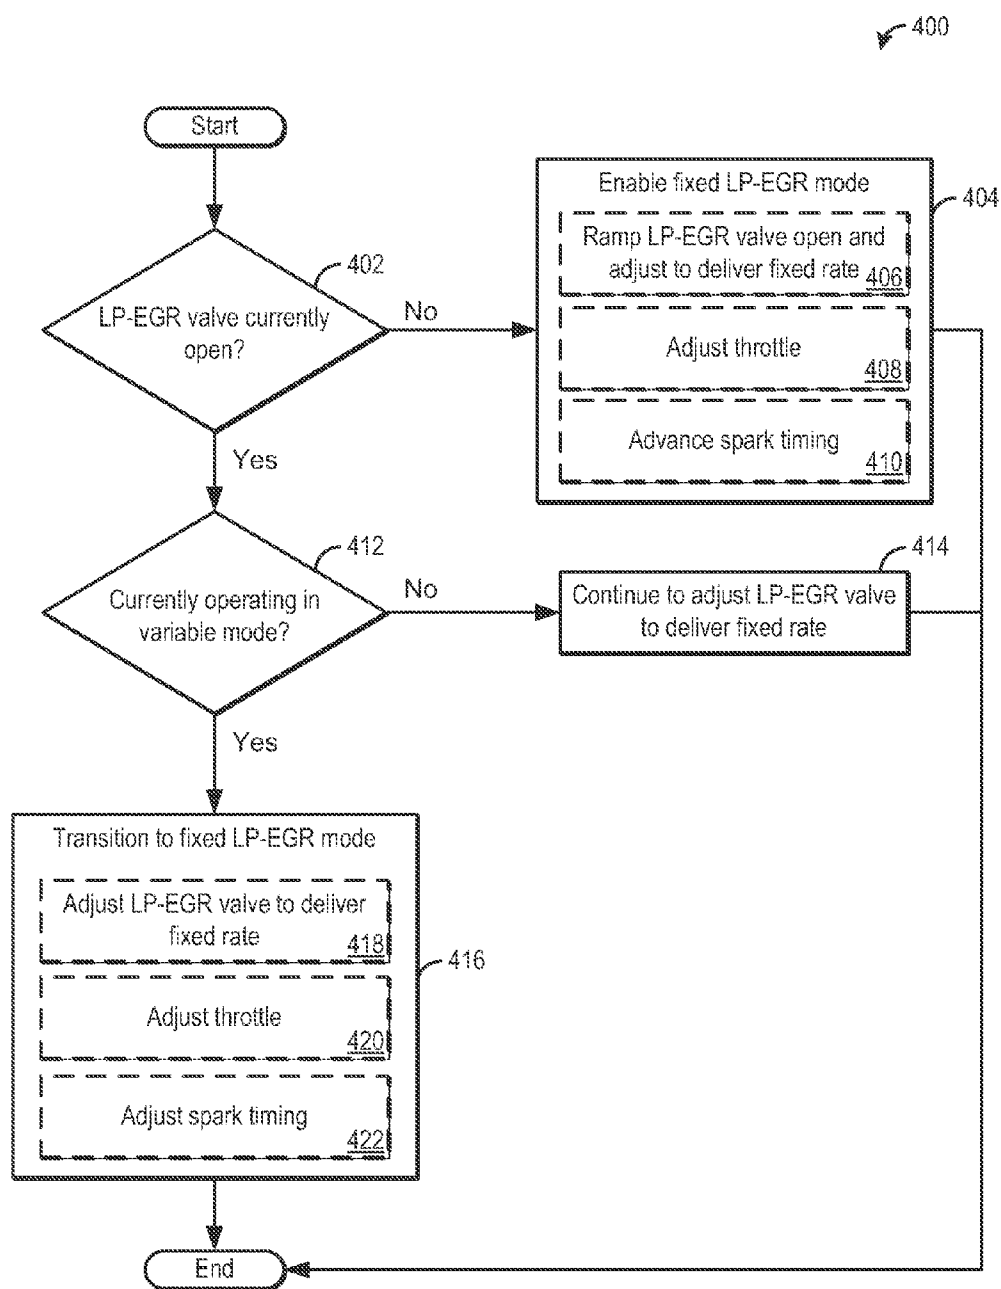 400
Start
402
LP-EGR valve currently
open?
No
Yes
Enable fixed LP-EGR mode
404
Ramp LP-EGR valve open and
adjust to deliver fixed rate 406
Adjust throttle
408
Advance spark timing
410
412
Currently operating in
variable mode?
No
Yes
414
Continue to adjust LP-EGR valve
to deliver fixed rate
Transition to fixed LP-EGR mode
416
Adjust LP-EGR valve to deliver
fixed rate 418
Adjust throttle
420
Adjust spark timing
422
End